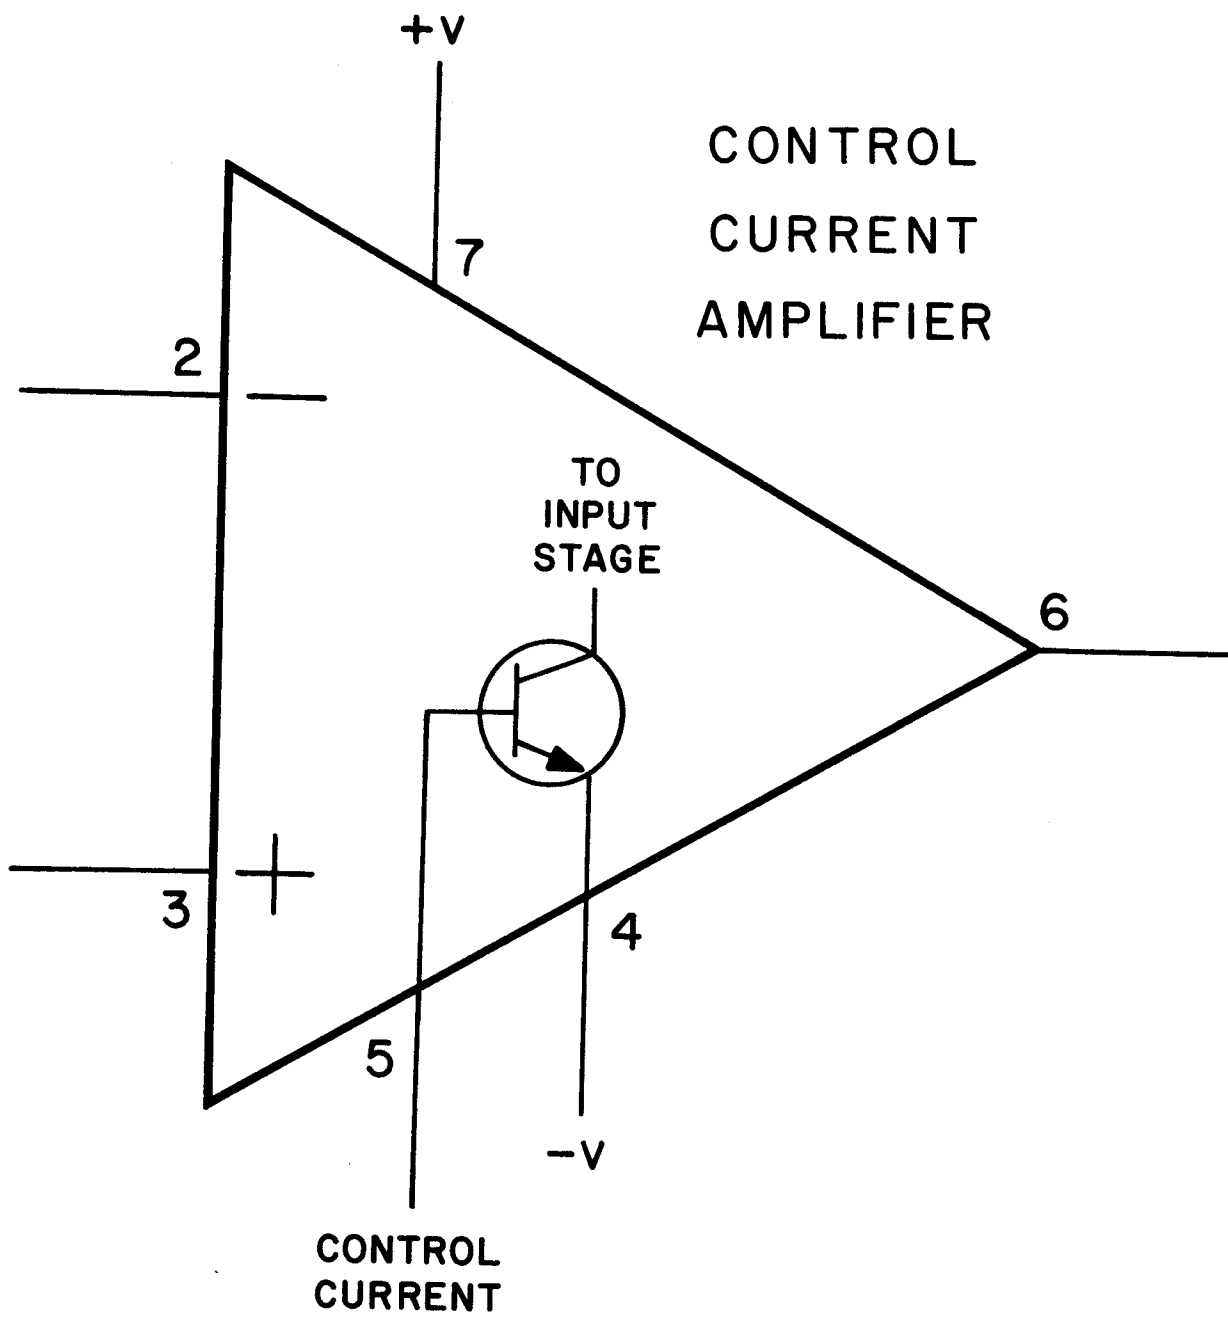 +V
CONTROL
CURRENT
AMPLIFIER
7
2
−
TO
INPUT
STAGE
6
+
3
4
5
−V
CONTROL
CURRENT